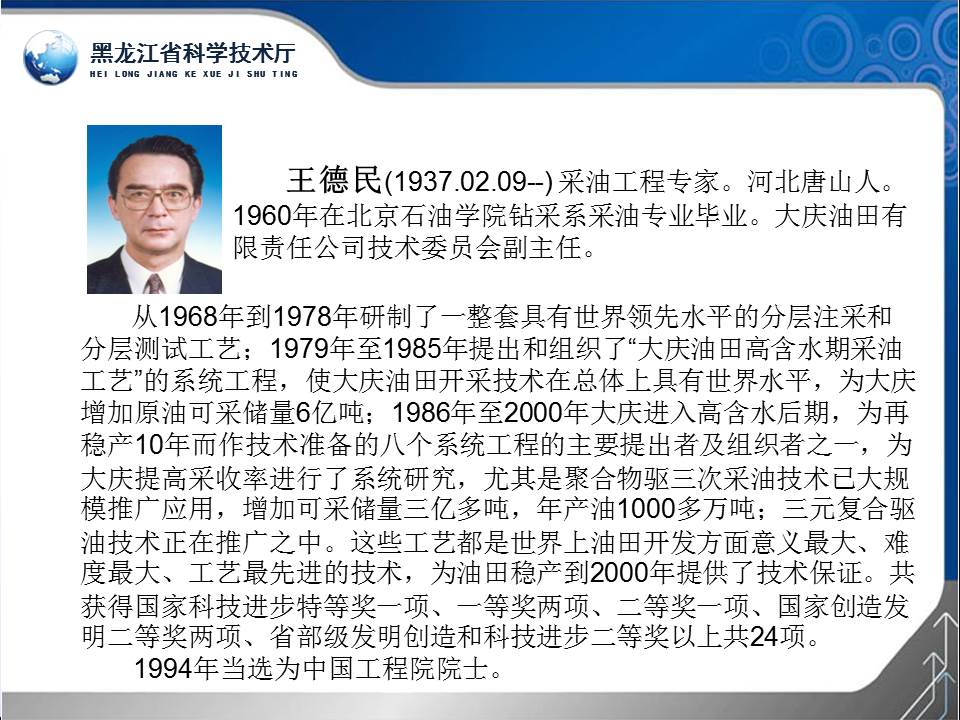 黑龙江省科学技术厅
HEI LONG JIANG KE XUE JI SHU TING
王德民(1937.02.09--) 采油工程专家。河北唐山人。
1960年在北京石油学院钻采系采油专业毕业。大庆油田有
限责任公司技术委员会副主任。
从1968年到1978年研制了一整套具有世界领先水平的分层注采和
分层测试工艺；1979年至1985年提出和组织了“大庆油田高含水期采油
工艺”的系统工程，使大庆油田开采技术在总体上具有世界水平，为大庆
增加原油可采储量6亿吨；1986年至2000年大庆进入高含水后期，为再
稳产10年而作技术准备的八个系统工程的主要提出者及组织者之一，为
大庆提高采收率进行了系统研究，尤其是聚合物驱三次采油技术已大规
模推广应用，增加可采储量三亿多吨，年产油1000多万吨；三元复合驱
油技术正在推广之中。这些工艺都是世界上油田开发方面意义最大、难
度最大、工艺最先进的技术，为油田稳产到2000年提供了技术保证。共
获得国家科技进步特等奖一项、一等奖两项、二等奖一项、国家创造发
明二等奖两项、省部级发明创造和科技进步二等奖以上共24项。
1994年当选为中国工程院院士。